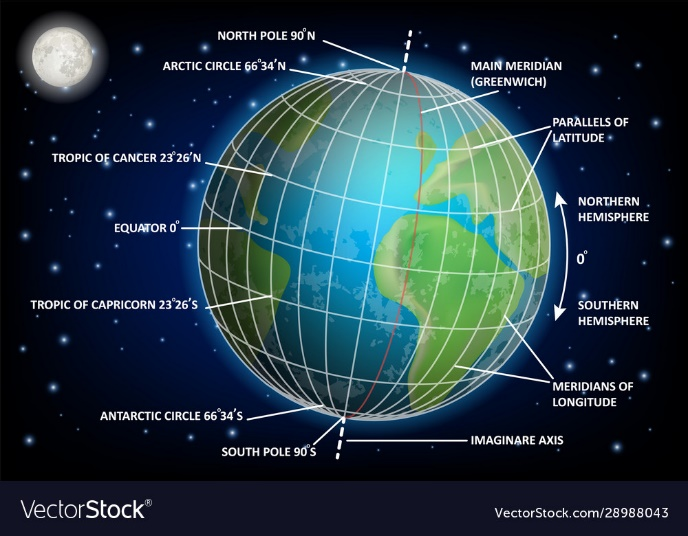 NORTH POLE 90°N
ARCTIC CIRCLE 66°34'N
MAIN MERIDIAN
(GREENWICH)
PARALLELS OF
LATITUDE
TROPIC OF CANCER 23°26'N
NORTHERN
HEMISPHERE
EQUATOR 0°
0°
TROPIC OF CAPRICORN 23°26'S
SOUTHERN
HEMISPHERE
MERIDIANS OF
LONGITUDE
ANTARCTIC CIRCLE 66°34'S
IMAGINARE AXIS
SOUTH POLE 90°S
VectorStock®
VectorStock.com/28988043